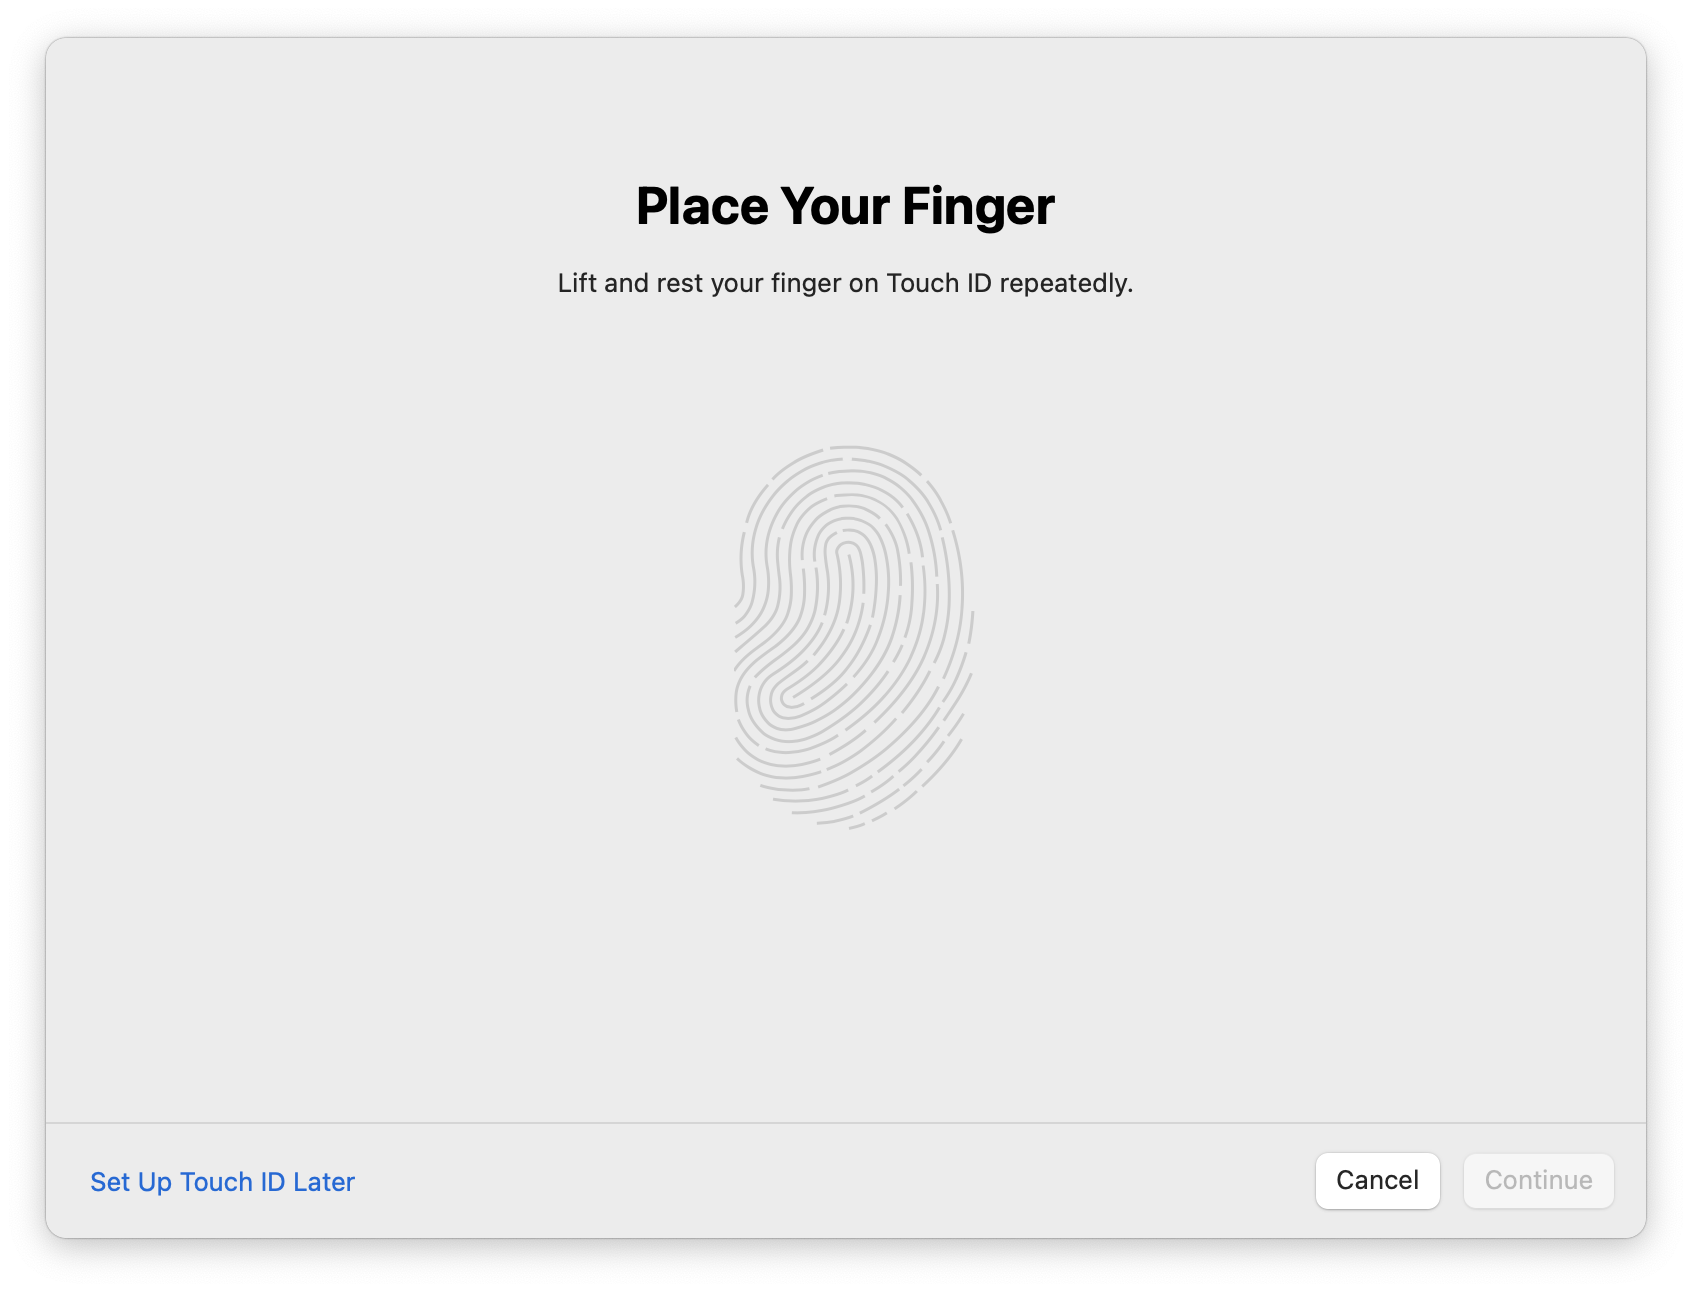 Place Your Finger
Lift and rest your finger on Touch ID repeatedly.
Set Up Touch ID Later
Cancel
Continue